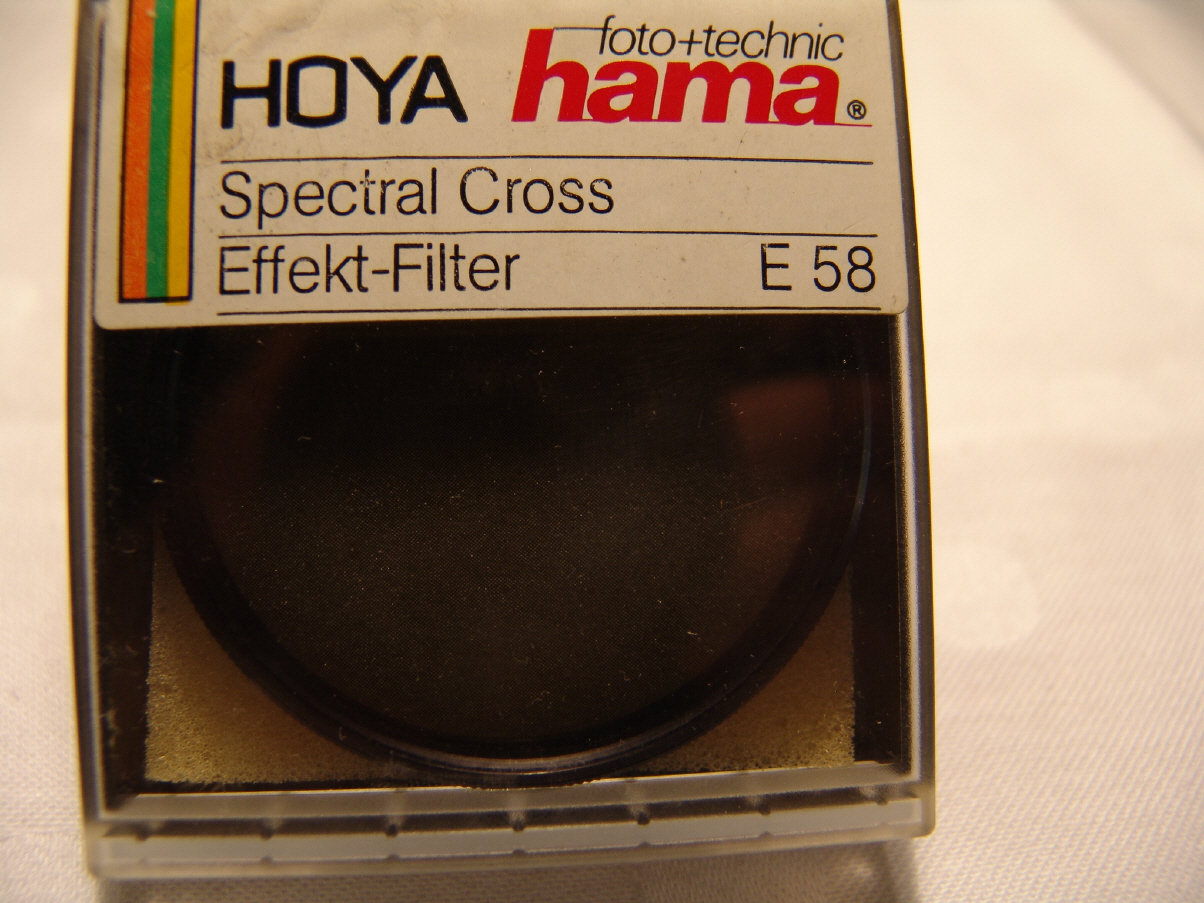 HOYA
foto+technic
hama®
Spectral Cross
Effekt-Filter E 58